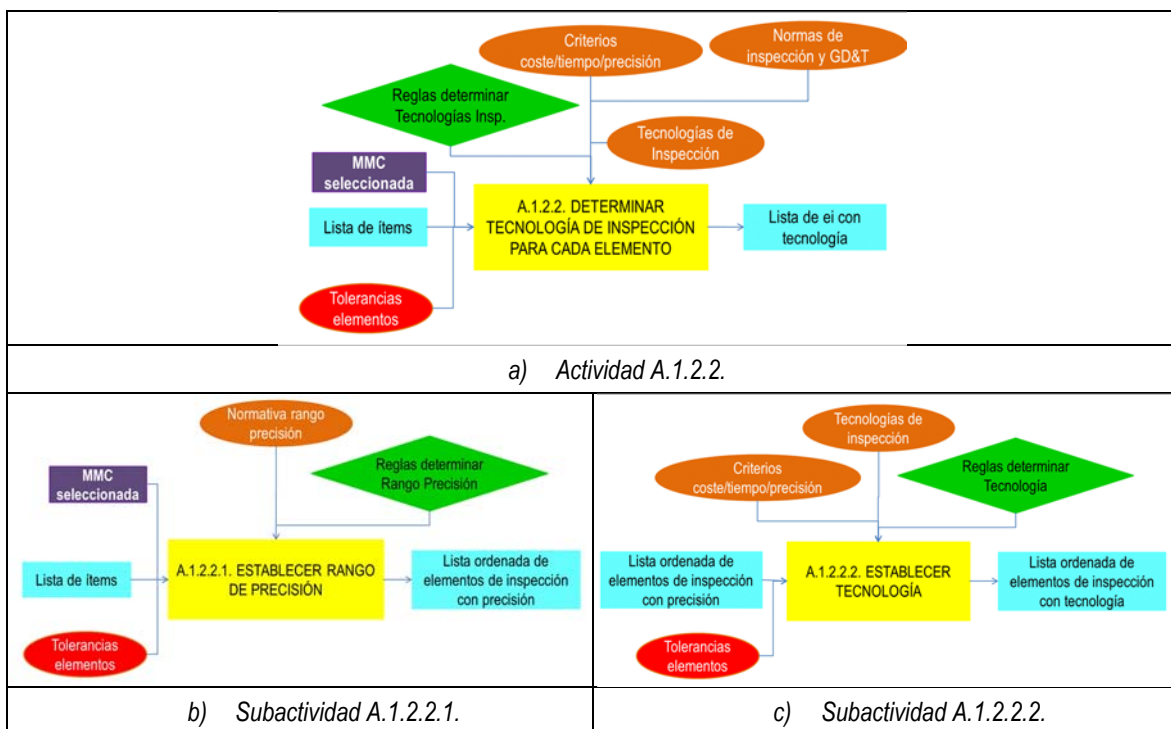 Criterios
coste/tiempo/precisión
Normas de
inspección y GD&T
Reglas determinar
Tecnologías Insp.
Tecnologías de
Inspección
MMC
seleccionada
Lista de ítems
Tolerancias
elementos
A.1.2.2. DETERMINAR
TECNOLOGÍA DE INSPECCIÓN
PARA CADA ELEMENTO
Lista de ei con
tecnología
a) Actividad A.1.2.2.
Normativa rango
precisión
Reglas determinar
Rango Precisión
MMC
seleccionada
Lista de ítems
Tolerancias
elementos
A.1.2.2.1. ESTABLECER RANGO
DE PRECISIÓN
Lista ordenada de
elementos de inspección
con precisión
b) Subactividad A.1.2.2.1.
Tecnologías de
inspección
Criterios
coste/tiempo/precisión
Reglas determinar
Tecnología
Lista ordenada de
elementos de inspección
con precisión
Tolerancias
elementos
A.1.2.2.2. ESTABLECER
TECNOLOGÍA
Lista ordenada de
elementos de inspección
con tecnología
c) Subactividad A.1.2.2.2.